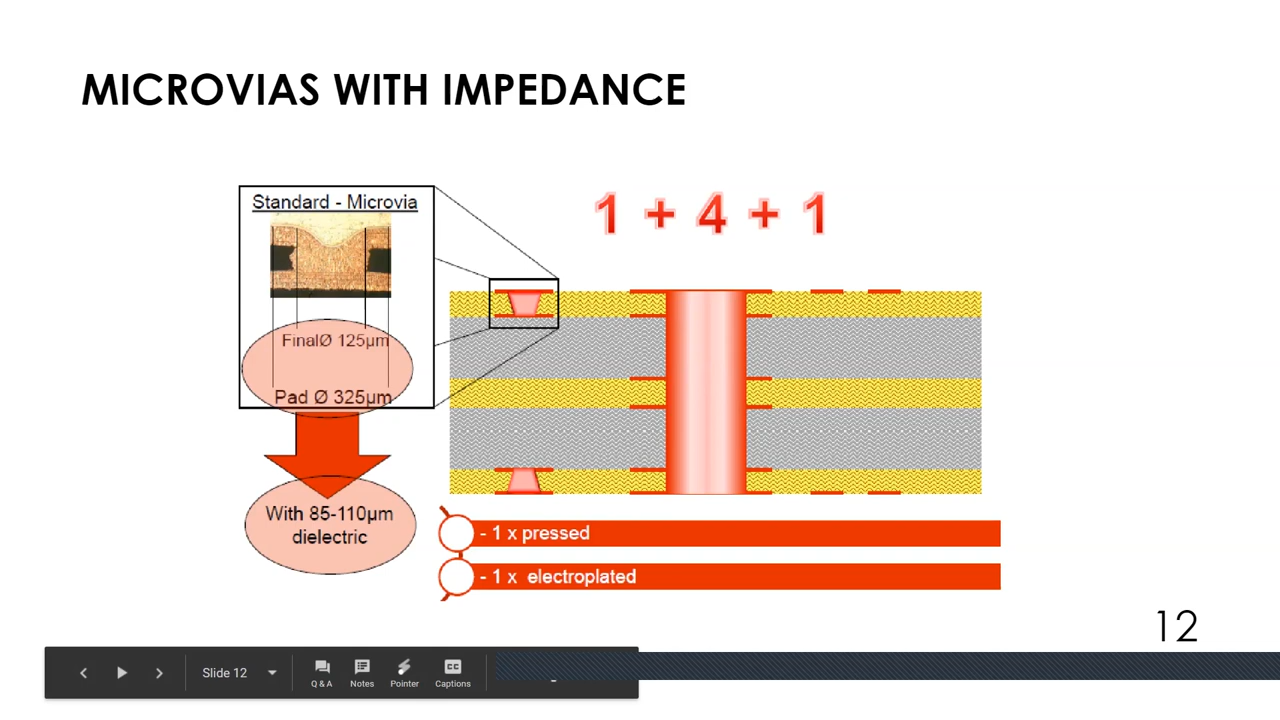 MICROVIAS WITH IMPEDANCE
Standard - Microvia
1 + 4 + 1
FinalØ 125µm
Pad Ø 325µm
With 85-110µm
dielectric
- 1 x pressed
- 1 x electroplated
12
Slide 12
Q & A
Notes
Pointer
Captions